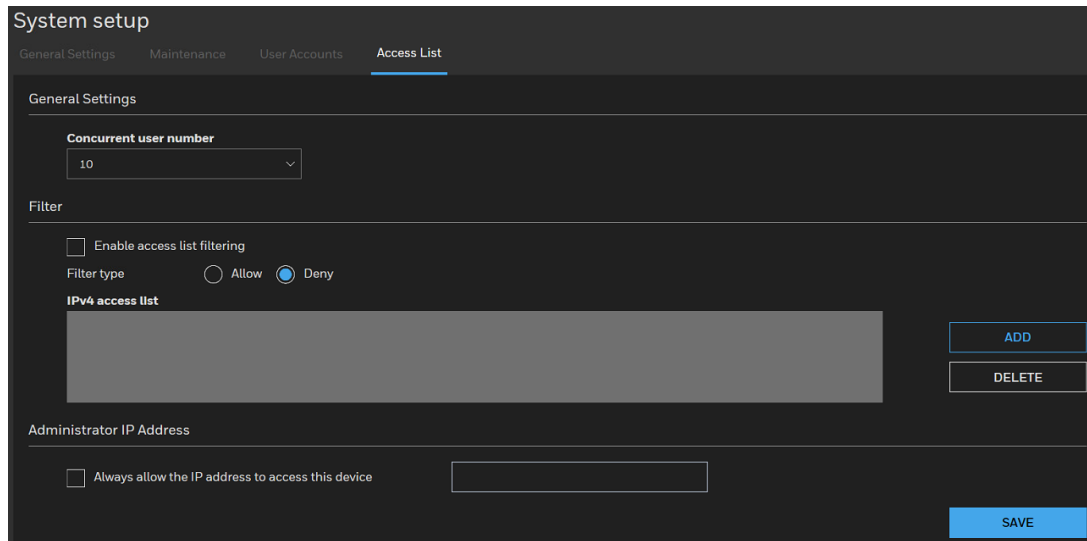 System setup
General Settings Maintenance User Accounts Access List
General Settings
Concurrent user number
10
Filter
Enable access list filtering
Filter type Allow Deny
IPv4 access list
ADD
DELETE
Administrator IP Address
Always allow the IP address to access this device
SAVE